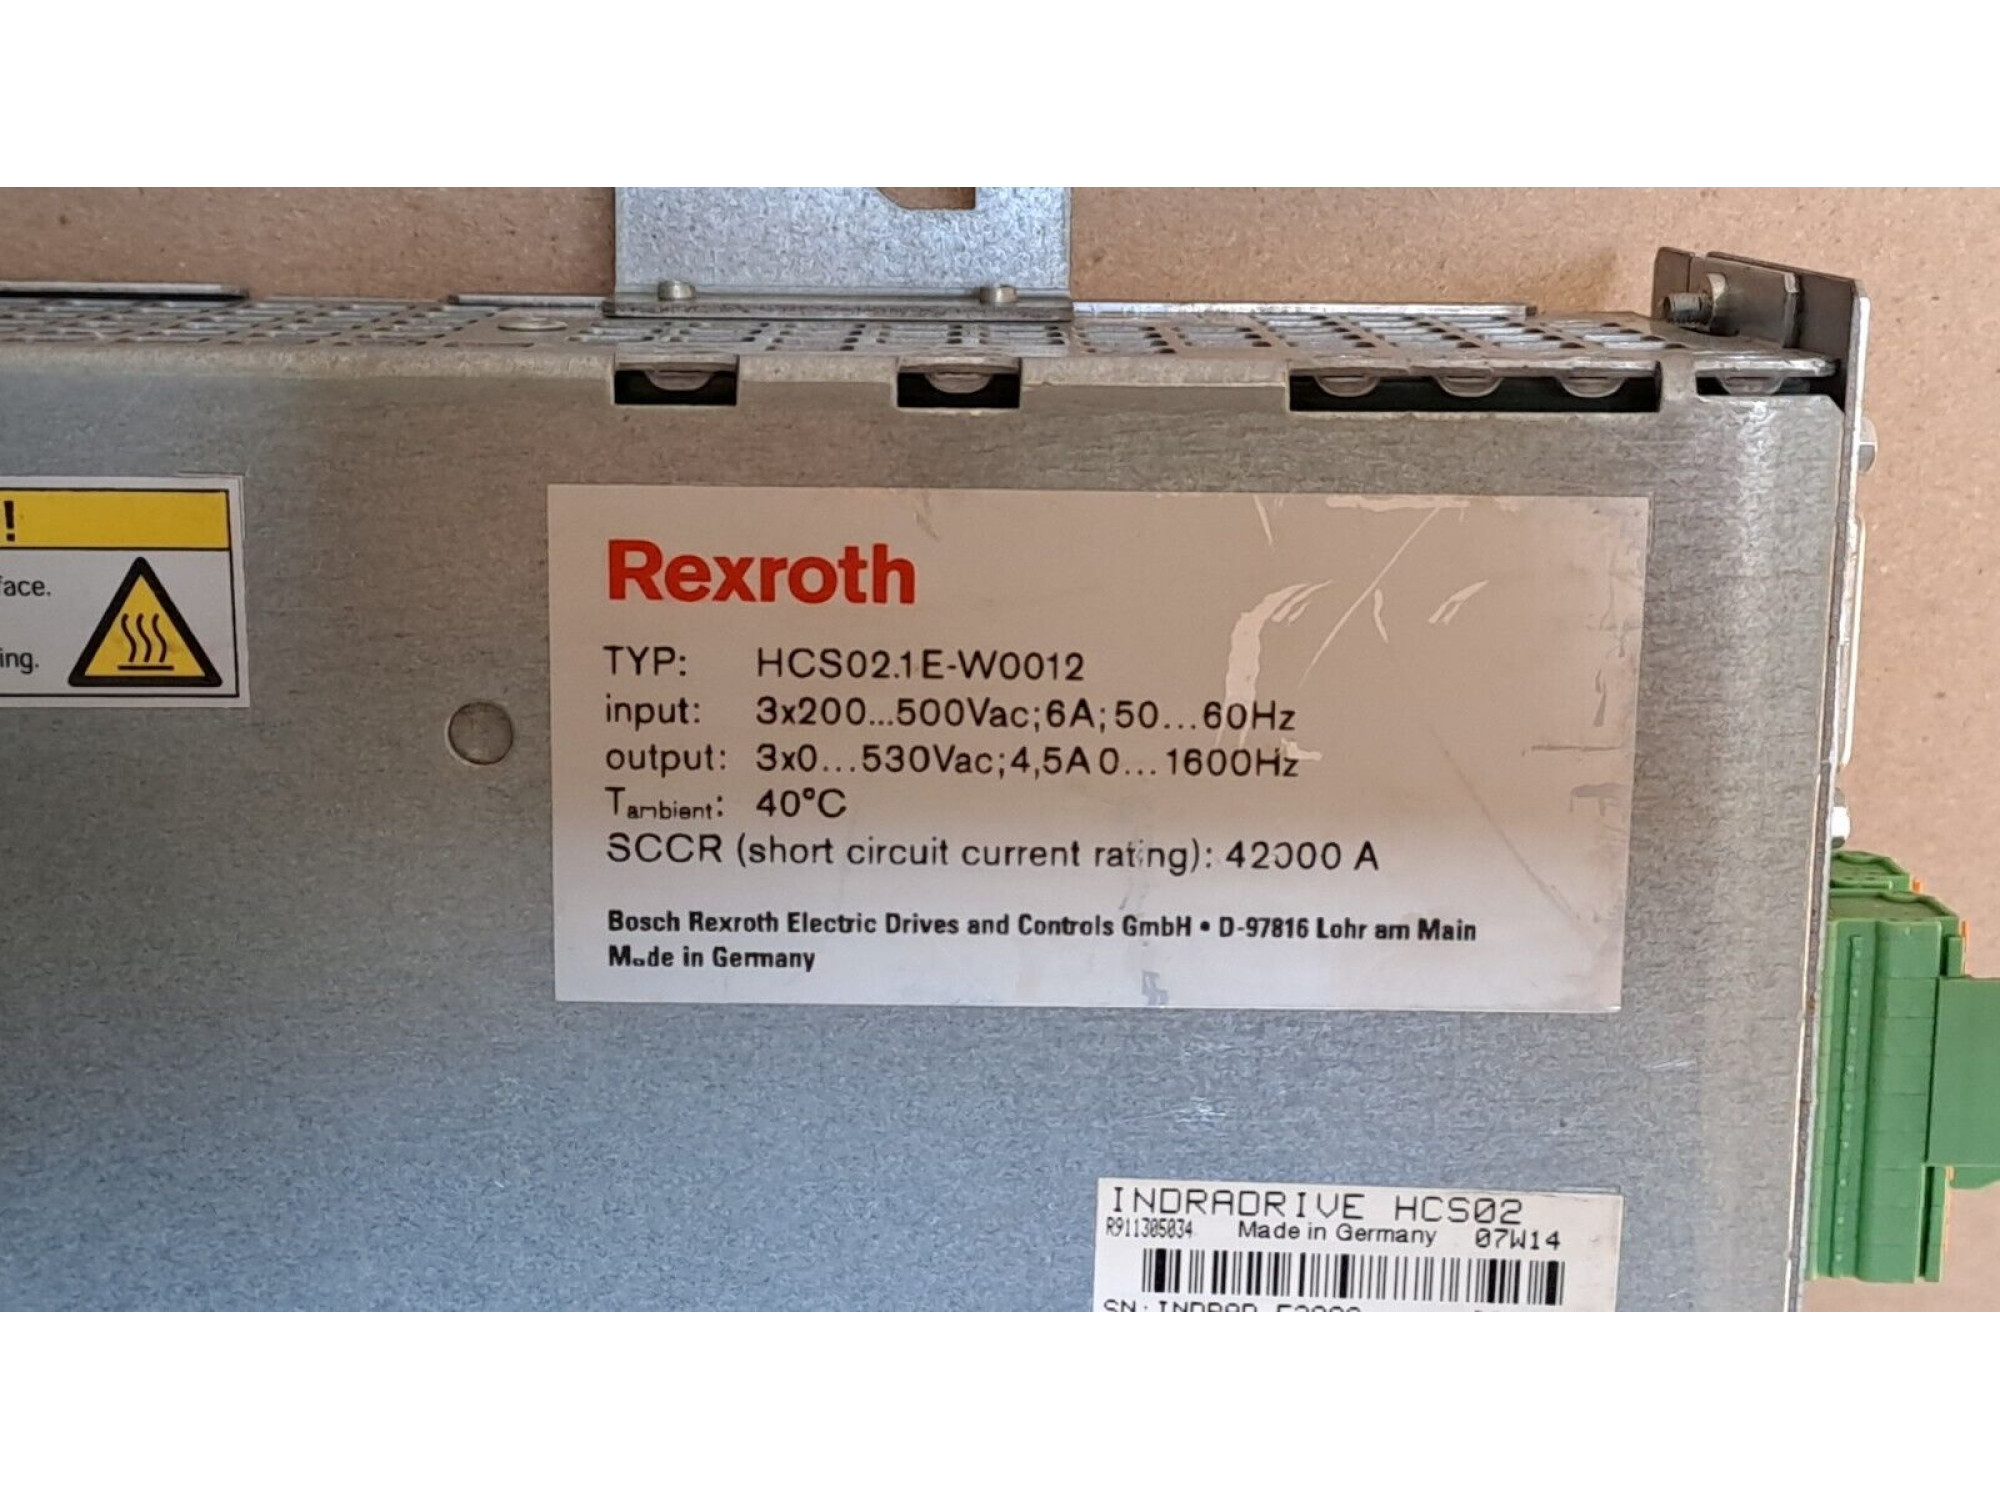 !
face.
ing.
Rexroth
TYP: HCS02.1E-W0012
input: 3x200...500Vac;6A;50...60Hz
output: 3x0...530Vac;4,5A 0...1600Hz
Tambient: 40°C
SCCR (short circuit current rating): 42000 A
Bosch Rexroth Electric Drives and Controls GmbH • D-97816 Lohr am Main
Made in Germany
INDRADRIVE HCS02
R911305034 Made in Germany 07W14
SN: